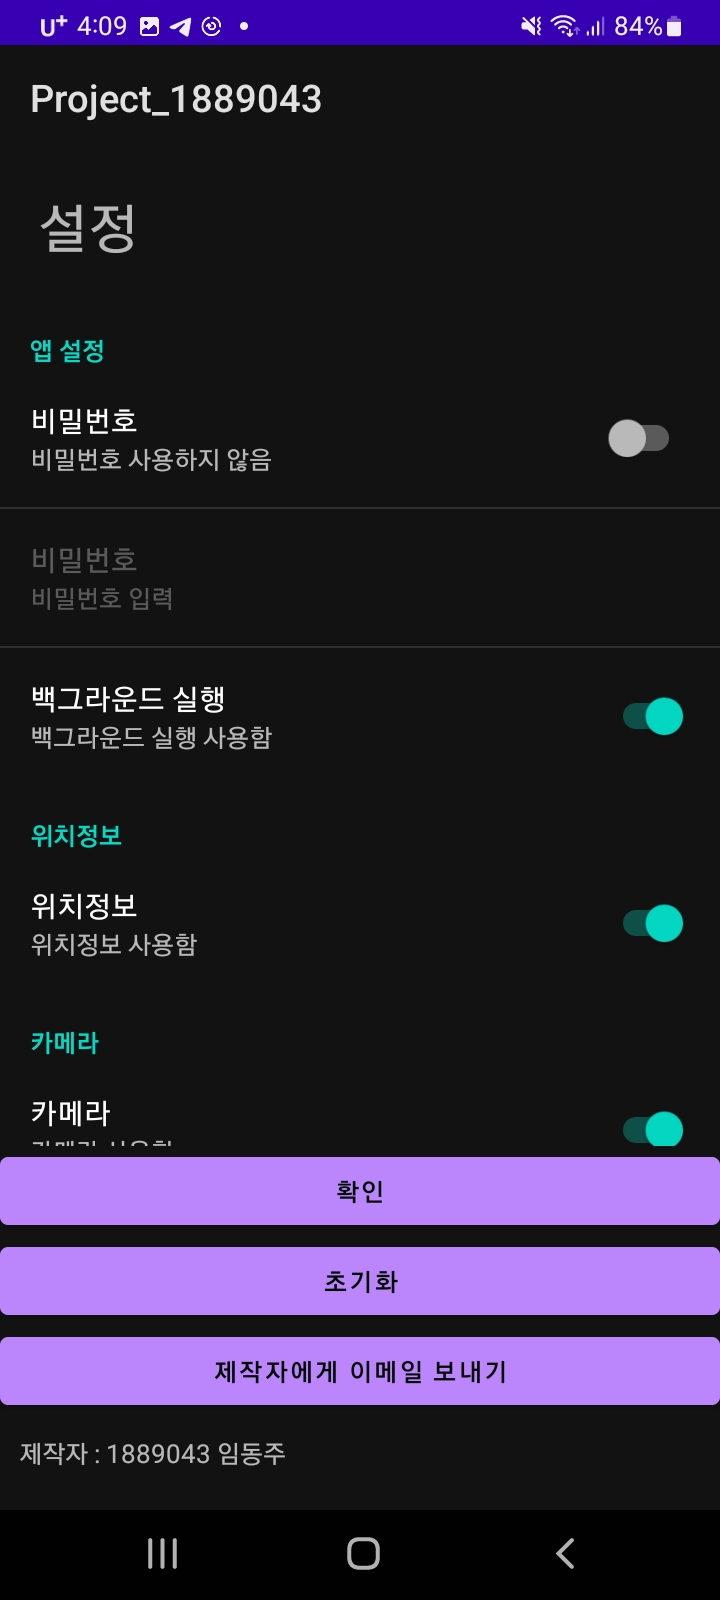 U+ 4:09 84%
Project_1889043
설정
앱 설정
비밀번호
비밀번호 사용하지 않음
비밀번호
비밀번호 입력
백그라운드 실행
백그라운드 실행 사용함
위치정보
위치정보
위치정보 사용함
카메라
카메라
확인
초기화
제작자에게 이메일 보내기
제작자 : 1889043 임동주